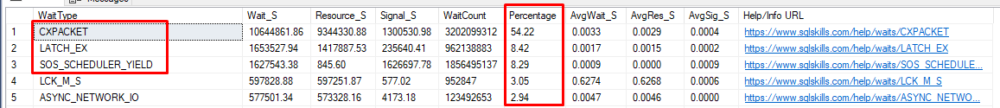 Messages
WaitType Wait_S Resource_S Signal_S WaitCount Percentage AvgWait_S AvgRes_S AvgSig_S Help/Info URL
1 CXPACKET 10644861.86 9344330.88 1300530.98 3202099312 54.22 0.0033 0.0029 0.0004 https://www.sqlskills.com/help/waits/CXPACKET
2 LATCH_EX 1653527.94 1417887.53 235640.41 962138883 8.42 0.0017 0.0015 0.0002 https://www.sqlskills.com/help/waits/LATCH_EX
3 SOS_SCHEDULER_YIELD 1627543.38 845.60 1626697.78 1856495137 8.29 0.0009 0.0000 0.0009 https://www.sqlskills.com/help/waits/SOS_SCHEDULE...
4 LCK_M_S 597828.88 597251.87 577.02 952847 3.05 0.6274 0.6268 0.0006 https://www.sqlskills.com/help/waits/LCK_M_S
5 ASYNC_NETWORK_IO 577501.34 573328.16 4173.18 123492653 2.94 0.0047 0.0046 0.0000 https://www.sqlskills.com/help/waits/ASYNC_NETWO...